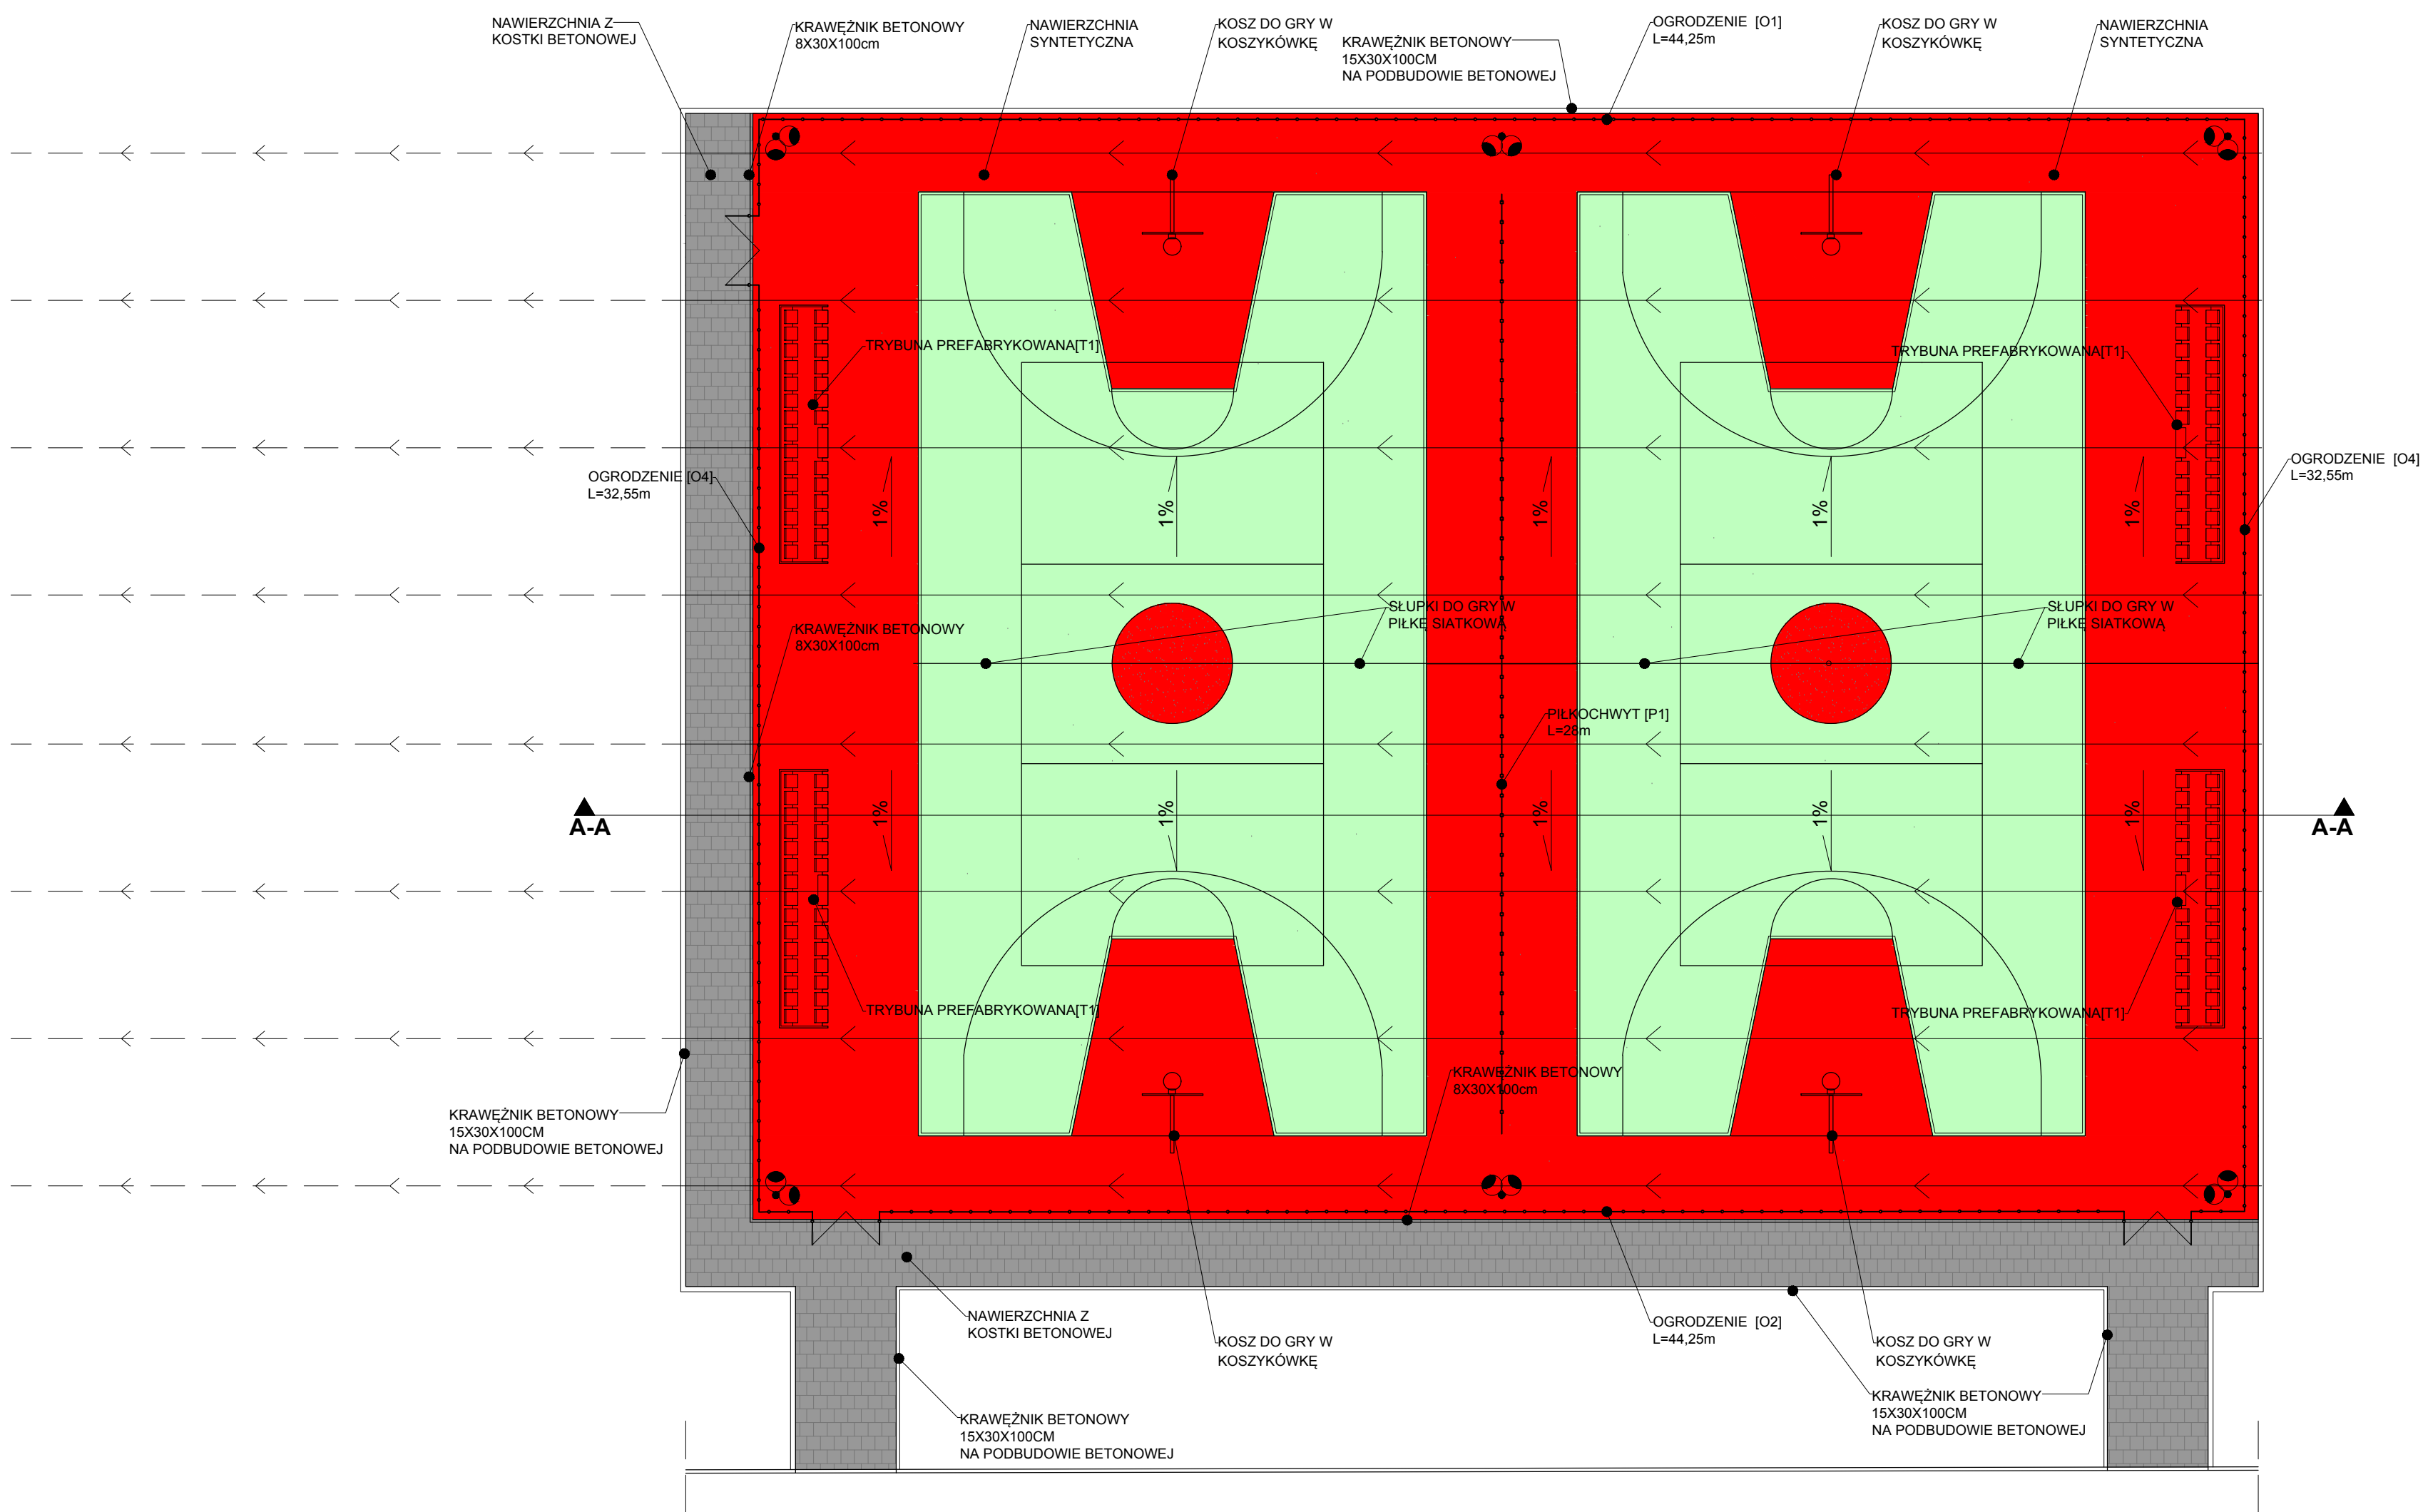 NAWIERZCHNIA Z
KOSTKI BETONOWEJ
KRAWĘŻNIK BETONOWY
8X30X100cm
NAWIERZCHNIA
SYNTETYCZNA
KOSZ DO GRY W
KOSZYKÓWKĘ
KRAWĘŻNIK BETONOWY
15X30X100CM
NA PODBUDOWIE BETONOWEJ
OGRODZENIE [O1]
L=44,25m
KOSZ DO GRY W
KOSZYKÓWKĘ
NAWIERZCHNIA
SYNTETYCZNA
TRYBUNA PREFABRYKOWANA[T1]
TRYBUNA PREFABRYKOWANA[T1]
OGRODZENIE [O4]
L=32,55m
OGRODZENIE [O4]
L=32,55m
1%
1%
1%
1%
1%
KRAWĘŻNIK BETONOWY
8X30X100cm
SŁUPKI DO GRY W
PIŁKĘ SIATKOWĄ
SŁUPKI DO GRY W
PIŁKĘ SIATKOWĄ
PIŁKOCHWYT [P1]
L=28m
1%
1%
1%
1%
1%
A-A
A-A
TRYBUNA PREFABRYKOWANA[T1]
TRYBUNA PREFABRYKOWANA[T1]
KRAWĘŻNIK BETONOWY
8X30X100cm
KRAWĘŻNIK BETONOWY
15X30X100CM
NA PODBUDOWIE BETONOWEJ
NAWIERZCHNIA Z
KOSTKI BETONOWEJ
KOSZ DO GRY W
KOSZYKÓWKĘ
OGRODZENIE [O2]
L=44,25m
KOSZ DO GRY W
KOSZYKÓWKĘ
KRAWĘŻNIK BETONOWY
15X30X100CM
NA PODBUDOWIE BETONOWEJ
KRAWĘŻNIK BETONOWY
15X30X100CM
NA PODBUDOWIE BETONOWEJ